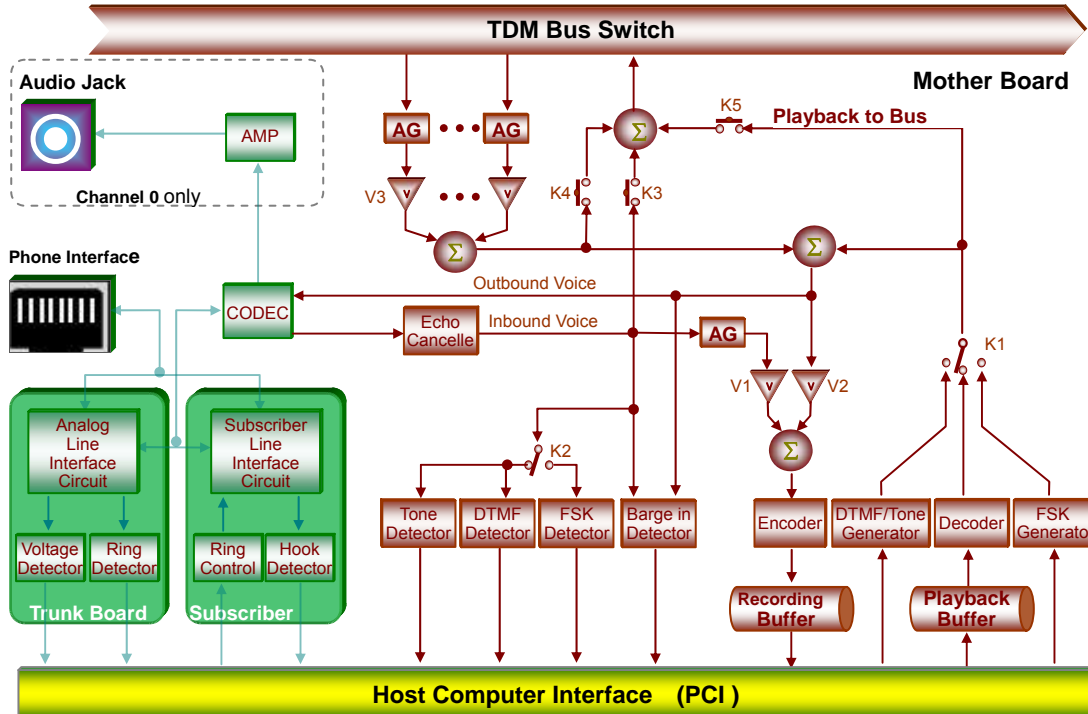 TDM Bus Switch
Mother Board
Audio Jack
AMP
Channel 0 only
AG
AG
V3
v
v
Σ
Σ
K4
K3
K5
Playback to Bus
Σ
Phone Interface
CODEC
Outbound Voice
Echo
Cancelle
Inbound Voice
AG
V1
v
v
V2
K1
Σ
K2
Analog
Line
Interface
Circuit
Subscriber
Line
Interface
Circuit
Voltage
Detector
Ring
Detector
Ring
Control
Hook
Detector
Trunk Board
Subscriber
Tone
Detector
DTMF
Detector
FSK
Detector
Barge in
Detector
Encoder
DTMF/Tone
Generator
Decoder
FSK
Generator
Recording
Buffer
Playback
Buffer
Host Computer Interface (PCI )